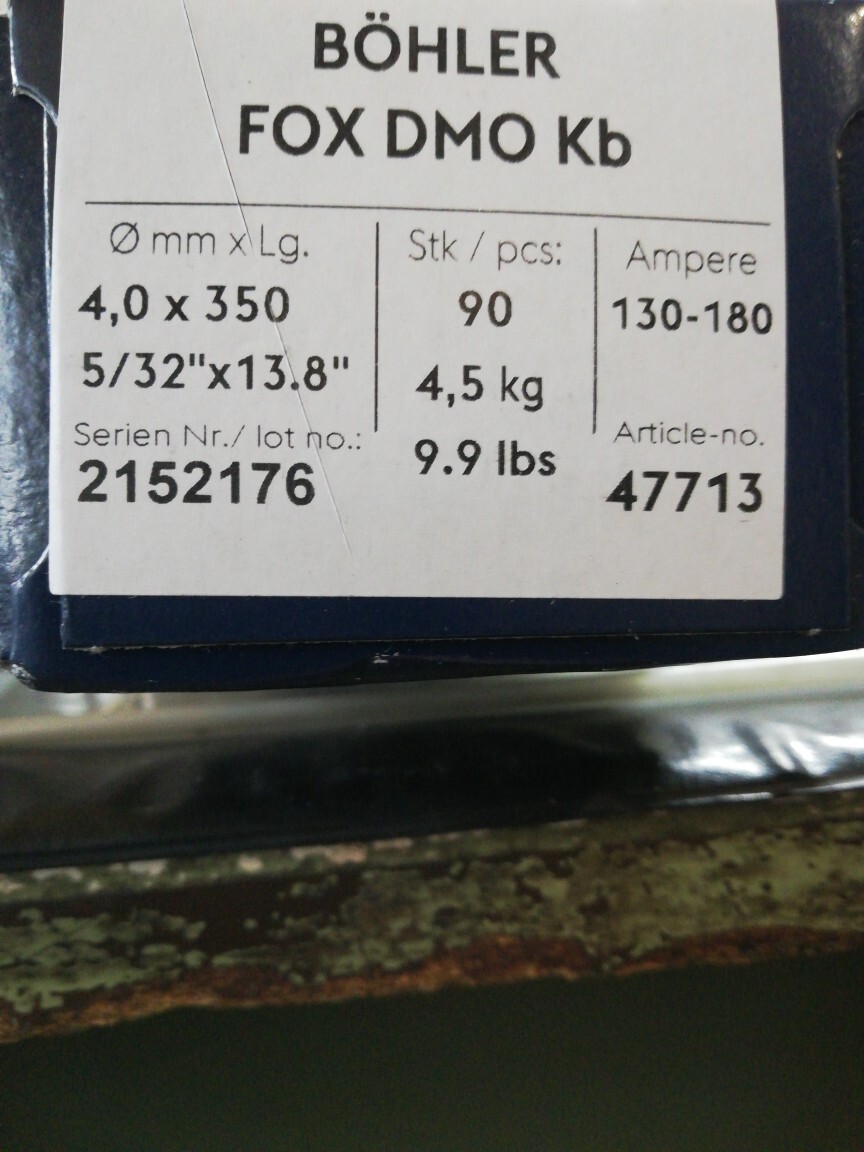 BÖHLER
FOX DMO Kb
Ø mm x Lg.
4,0 x 350
5/32"x13.8"
Serien Nr./ lot no.:
2152176
Stk / pcs:
90
4,5 kg
9.9 lbs
Ampere
130-180
Article-no.
47713